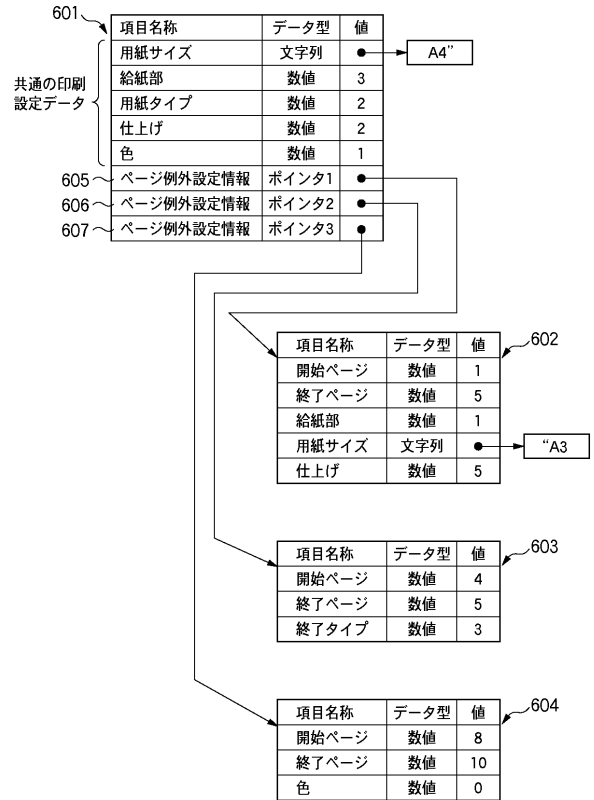 601
項目名称 データ型 値
用紙サイズ 文字列 A4”
給紙部 数値 3
用紙タイプ 数値 2
仕上げ 数値 2
色 数値 1
共通の印刷
設定データ
605 ページ例外設定情報 ポインタ1
606 ページ例外設定情報 ポインタ2
607 ページ例外設定情報 ポインタ3
602
項目名称 データ型 値
開始ページ 数値 1
終了ページ 数値 5
給紙部 数値 1
用紙サイズ 文字列 “A3
仕上げ 数値 5
603
項目名称 データ型 値
開始ページ 数値 4
終了ページ 数値 5
終了タイプ 数値 3
604
項目名称 データ型 値
開始ページ 数値 8
終了ページ 数値 10
色 数値 0